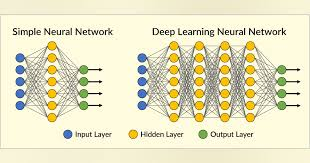 Simple Neural Network
Deep Learning Neural Network
Input Layer
Hidden Layer
Output Layer